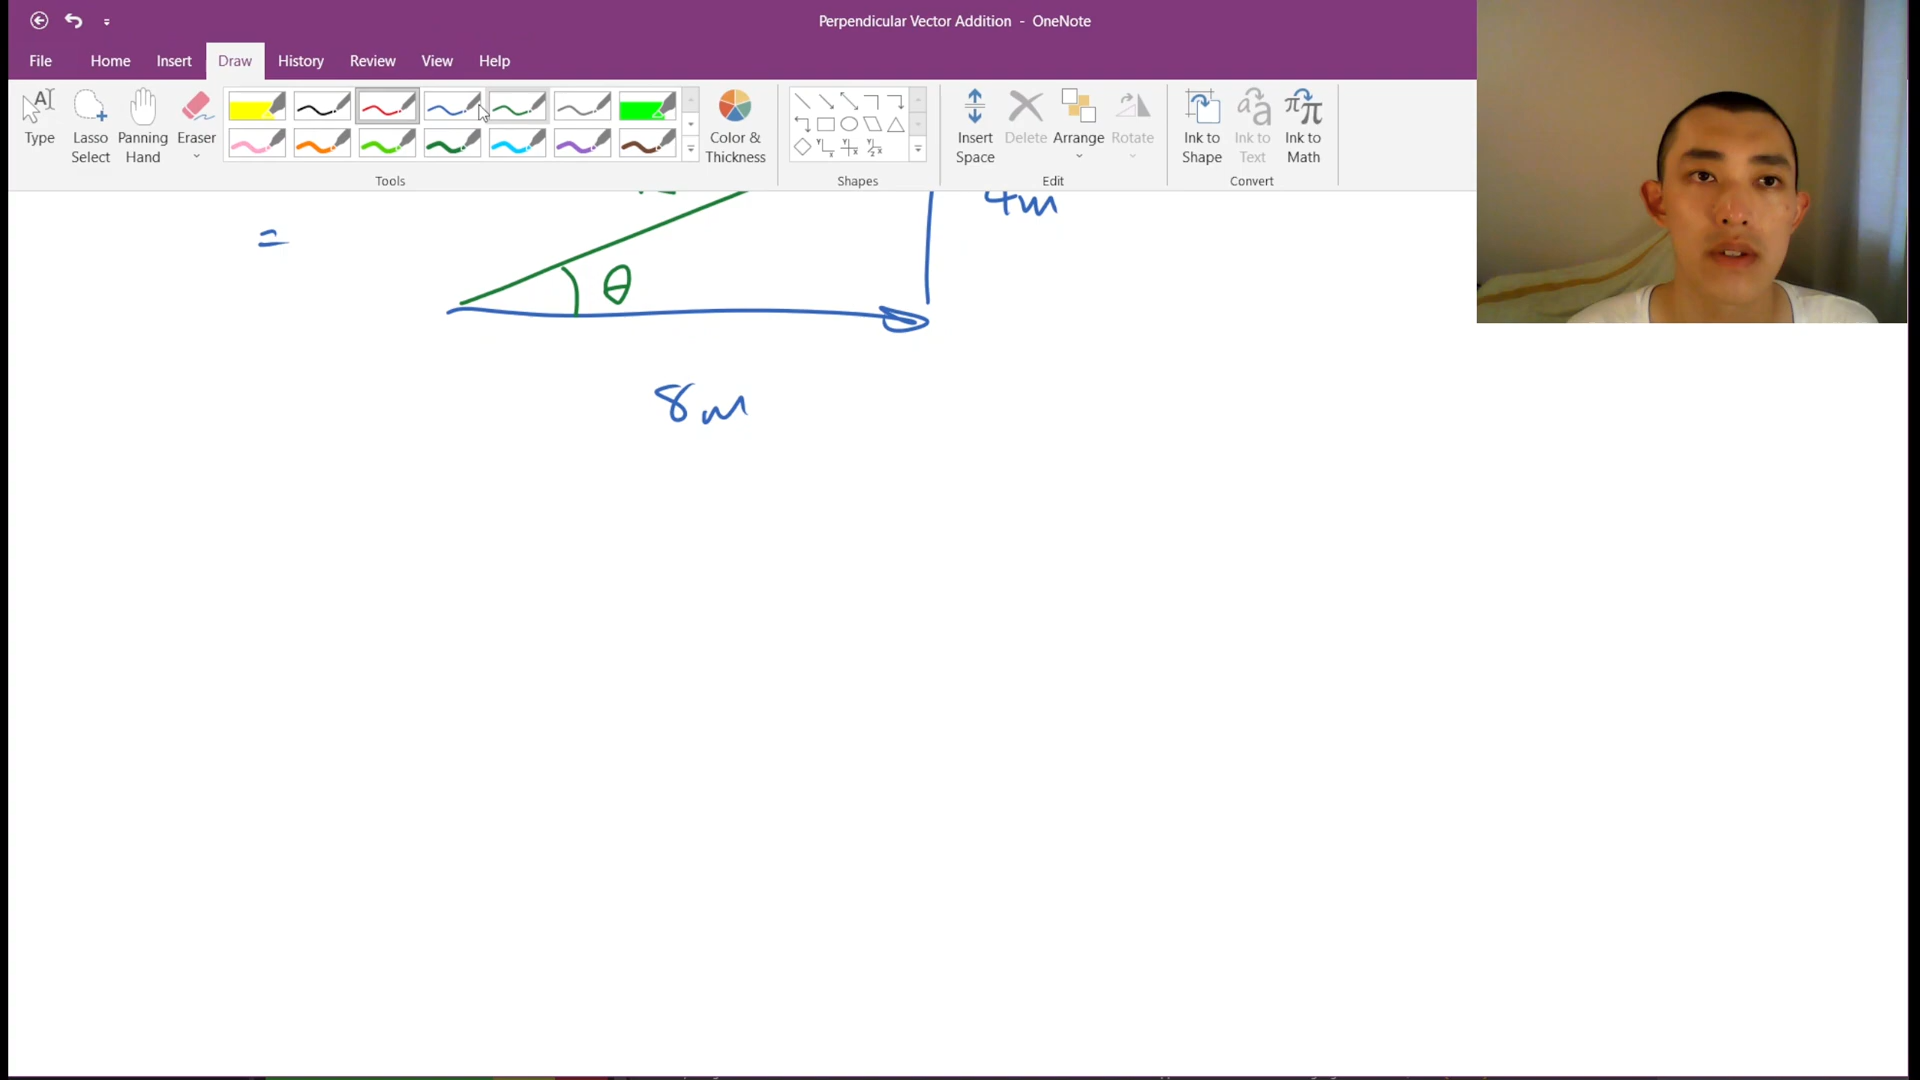 Perpendicular Vector Addition - OneNote
File Home Insert Draw History Review View Help
Type
Lasso Select
Panning Hand
Eraser
Color & Thickness
Insert Space
Delete
Arrange
Rotate
Ink to Shape
Ink to Text
Ink to Math
Tools
Shapes
Edit
Convert
4m
=
θ
8m